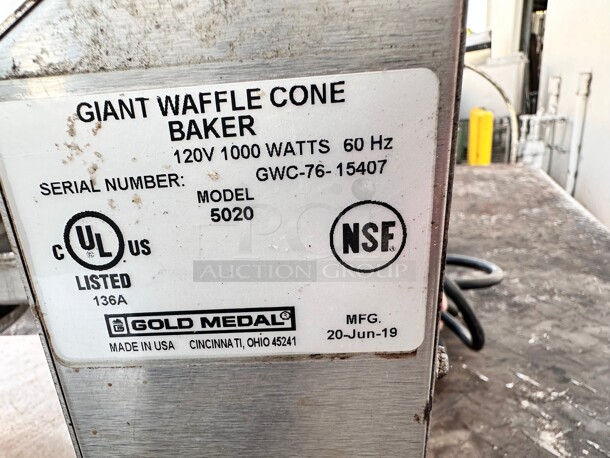 GIANT WAFFLE CONE
BAKER
120V 1000 WATTS 60 Hz
SERIAL NUMBER: GWC-76-15407
MODEL
5020
C UL US
LISTED
136A
NSF
PCI
AUCTION GROUP
GOLD MEDAL®
MFG.
20-Jun-19
MADE IN USA CINCINNATI, OHIO 45241